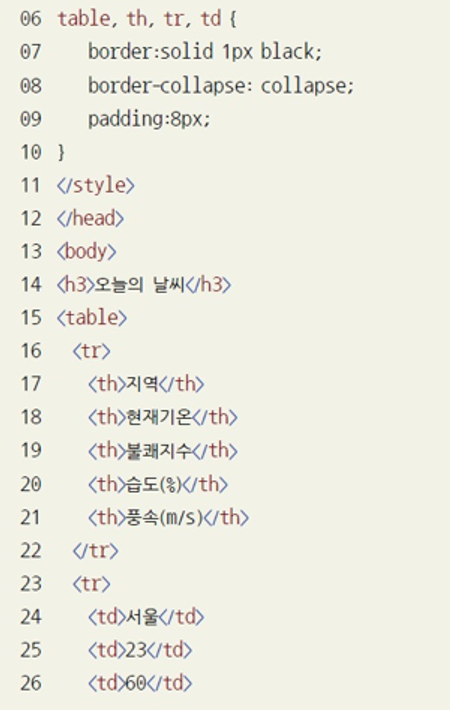 06 table, th, tr, td {
07 border:solid 1px black;
08 border-collapse: collapse;
09 padding:8px;
10 }
11 </style>
12 </head>
13 <body>
14 <h3>오늘의 날씨</h3>
15 <table>
16 <tr>
17 <th>지역</th>
18 <th>현재기온</th>
19 <th>불쾌지수</th>
20 <th>습도(%)</th>
21 <th>풍속(m/s)</th>
22 </tr>
23 <tr>
24 <td>서울</td>
25 <td>23</td>
26 <td>60</td>